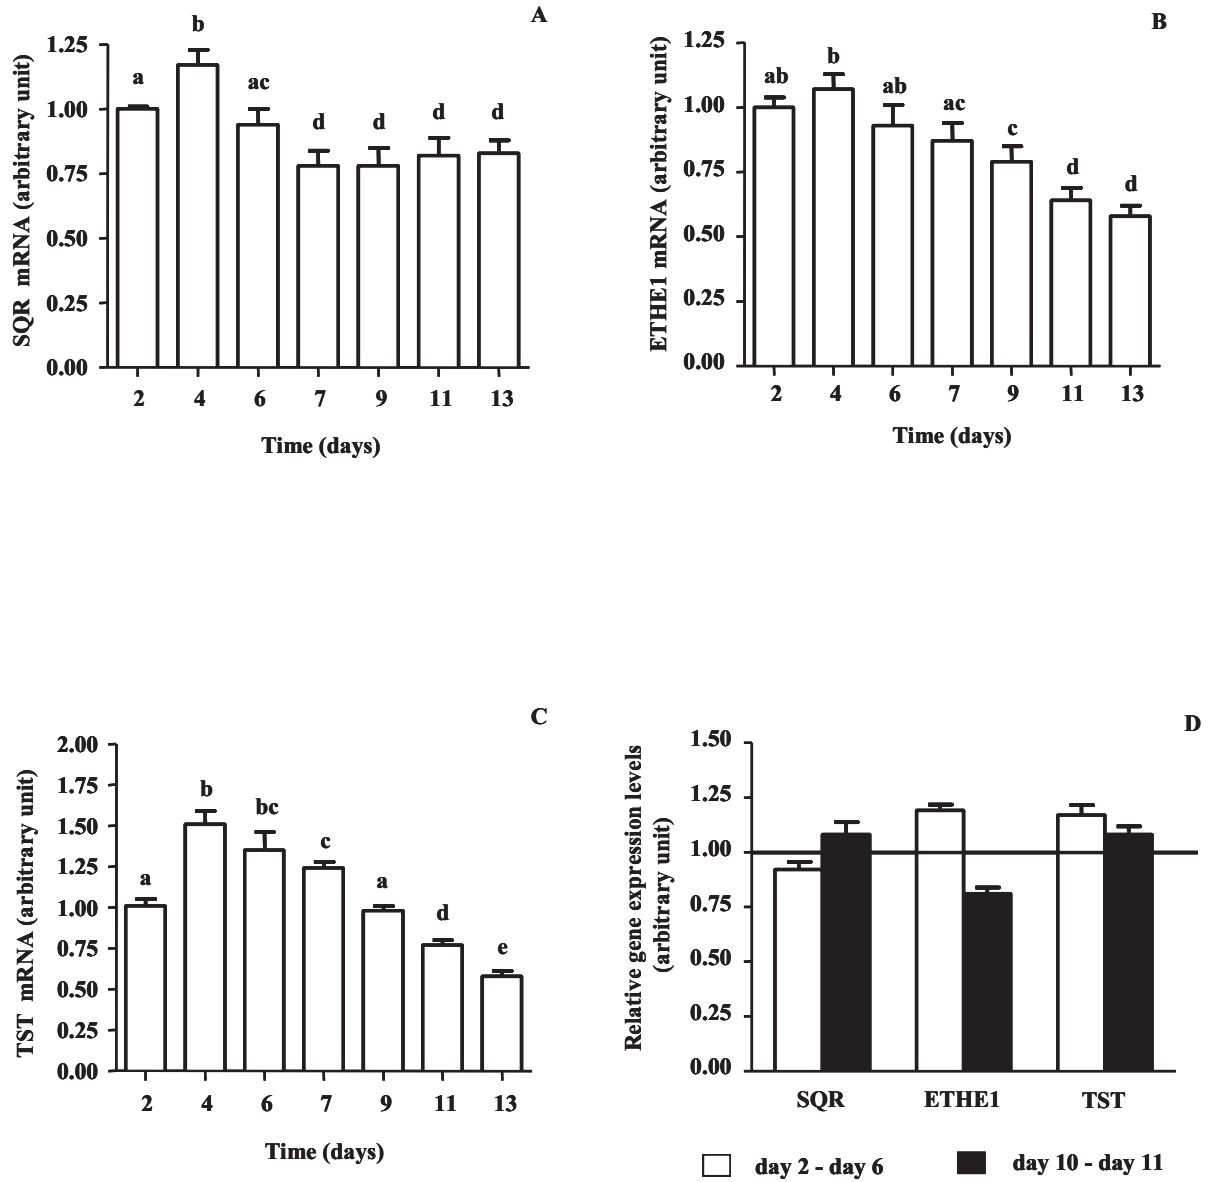 A
SQR mRNA (arbitrary unit)
1.25
1.00
0.75
0.50
0.25
0.00
a
b
ac
d
d
d
d
2 4 6 7 9 11 13
Time (days)
B
ETHE1 mRNA (arbitrary unit)
1.25
1.00
0.75
0.50
0.25
0.00
ab
b
ab
ac
c
d
d
2 4 6 7 9 11 13
Time (days)
C
TST mRNA (arbitrary unit)
2.00
1.75
1.50
1.25
1.00
0.75
0.50
0.25
0.00
a
b
bc
c
a
d
e
2 4 6 7 9 11 13
Time (days)
D
Relative gene expression levels
(arbitrary unit)
1.50
1.25
1.00
0.75
0.50
0.25
0.00
SQR ETHE1 TST
day 2 - day 6
day 10 - day 11